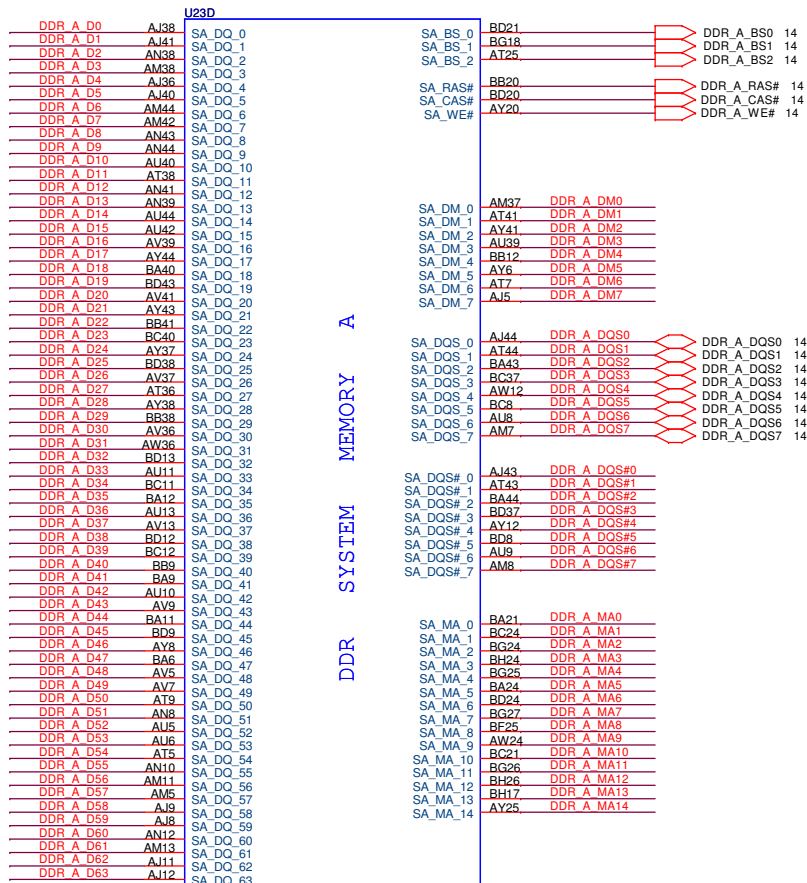 U23D
DDR_A_D0 AJ38 SA_DQ_0 SA_BS_0 BD21 DDR_A_BS0 14
DDR_A_D1 AJ41 SA_DQ_1 SA_BS_1 BG18 DDR_A_BS1 14
DDR_A_D2 AN38 SA_DQ_2 SA_BS_2 AT25 DDR_A_BS2 14
DDR_A_D3 AM38 SA_DQ_3
DDR_A_D4 AJ36 SA_DQ_4 SA_RAS# BB20 DDR_A_RAS# 14
DDR_A_D5 AJ40 SA_DQ_5 SA_CAS# BD20 DDR_A_CAS# 14
DDR_A_D6 AM44 SA_DQ_6 SA_WE# AY20 DDR_A_WE# 14
DDR_A_D7 AM42 SA_DQ_7
DDR_A_D8 AN43 SA_DQ_8
DDR_A_D9 AN44 SA_DQ_9
DDR_A_D10 AU40 SA_DQ_10
DDR_A_D11 AT38 SA_DQ_11
DDR_A_D12 AN41 SA_DQ_12
DDR_A_D13 AN39 SA_DQ_13 SA_DM_0 AM37 DDR_A_DM0
DDR_A_D14 AU44 SA_DQ_14 SA_DM_1 AT41 DDR_A_DM1
DDR_A_D15 AU42 SA_DQ_15 SA_DM_2 AY41 DDR_A_DM2
DDR_A_D16 AV39 SA_DQ_16 SA_DM_3 AU39 DDR_A_DM3
DDR_A_D17 AY44 SA_DQ_17 SA_DM_4 BB12 DDR_A_DM4
DDR_A_D18 BA40 SA_DQ_18 SA_DM_5 AY6 DDR_A_DM5
DDR_A_D19 BD43 SA_DQ_19 SA_DM_6 AT7 DDR_A_DM6
DDR_A_D20 AV41 SA_DQ_20 SA_DM_7 AJ5 DDR_A_DM7
DDR_A_D21 AY43 SA_DQ_21
DDR_A_D22 BB41 SA_DQ_22
DDR_A_D23 BC40 SA_DQ_23 SA_DQS_0 AJ44 DDR_A_DQS0 DDR_A_DQS0 14
DDR_A_D24 AY37 SA_DQ_24 SA_DQS_1 AT44 DDR_A_DQS1 DDR_A_DQS1 14
DDR_A_D25 BD38 SA_DQ_25 SA_DQS_2 BA43 DDR_A_DQS2 DDR_A_DQS2 14
DDR_A_D26 AV37 SA_DQ_26 SA_DQS_3 BC37 DDR_A_DQS3 DDR_A_DQS3 14
DDR_A_D27 AT36 SA_DQ_27 SA_DQS_4 AW12 DDR_A_DQS4 DDR_A_DQS4 14
DDR_A_D28 AY38 SA_DQ_28 SA_DQS_5 BC8 DDR_A_DQS5 DDR_A_DQS5 14
DDR_A_D29 BB38 SA_DQ_29 SA_DQS_6 AU8 DDR_A_DQS6 DDR_A_DQS6 14
DDR_A_D30 AV36 SA_DQ_30 SA_DQS_7 AM7 DDR_A_DQS7 DDR_A_DQS7 14
DDR_A_D31 AW36 SA_DQ_31
DDR_A_D32 BD13 SA_DQ_32
DDR_A_D33 AU11 SA_DQ_33 SA_DQS#_0 AJ43 DDR_A_DQS#0
DDR_A_D34 BC11 SA_DQ_34 SA_DQS#_1 AT43 DDR_A_DQS#1
DDR_A_D35 BA12 SA_DQ_35 SA_DQS#_2 BA44 DDR_A_DQS#2
DDR_A_D36 AU13 SA_DQ_36 SA_DQS#_3 BD37 DDR_A_DQS#3
DDR_A_D37 AV13 SA_DQ_37 SA_DQS#_4 AY12 DDR_A_DQS#4
DDR_A_D38 BD12 SA_DQ_38 SA_DQS#_5 BD8 DDR_A_DQS#5
DDR_A_D39 BC12 SA_DQ_39 SA_DQS#_6 AU9 DDR_A_DQS#6
DDR_A_D40 BB9 SA_DQ_40 SA_DQS#_7 AM8 DDR_A_DQS#7
DDR_A_D41 BA9 SA_DQ_41
DDR_A_D42 AU10 SA_DQ_42
DDR_A_D43 AV9 SA_DQ_43
DDR_A_D44 BA11 SA_DQ_44 SA_MA_0 BA21 DDR_A_MA0
DDR_A_D45 BD9 SA_DQ_45 SA_MA_1 BC24 DDR_A_MA1
DDR_A_D46 AY8 SA_DQ_46 SA_MA_2 BG24 DDR_A_MA2
DDR_A_D47 BA6 SA_DQ_47 SA_MA_3 BH24 DDR_A_MA3
DDR_A_D48 AV5 SA_DQ_48 SA_MA_4 BG25 DDR_A_MA4
DDR_A_D49 AV7 SA_DQ_49 SA_MA_5 BA24 DDR_A_MA5
DDR_A_D50 AT9 SA_DQ_50 SA_MA_6 BD24 DDR_A_MA6
DDR_A_D51 AN8 SA_DQ_51 SA_MA_7 BG27 DDR_A_MA7
DDR_A_D52 AU5 SA_DQ_52 SA_MA_8 BF25 DDR_A_MA8
DDR_A_D53 AU6 SA_DQ_53 SA_MA_9 AW24 DDR_A_MA9
DDR_A_D54 AT5 SA_DQ_54 SA_MA_10 BC21 DDR_A_MA10
DDR_A_D55 AN10 SA_DQ_55 SA_MA_11 BG26 DDR_A_MA11
DDR_A_D56 AM11 SA_DQ_56 SA_MA_12 BH26 DDR_A_MA12
DDR_A_D57 AM5 SA_DQ_57 SA_MA_13 BH17 DDR_A_MA13
DDR_A_D58 AJ9 SA_DQ_58 SA_MA_14 AY25 DDR_A_MA14
DDR_A_D59 AJ8 SA_DQ_59
DDR_A_D60 AN12 SA_DQ_60
DDR_A_D61 AM13 SA_DQ_61
DDR_A_D62 AJ11 SA_DQ_62
DDR_A_D63 AJ12 SA_DQ_63
DDR SYSTEM MEMORY A